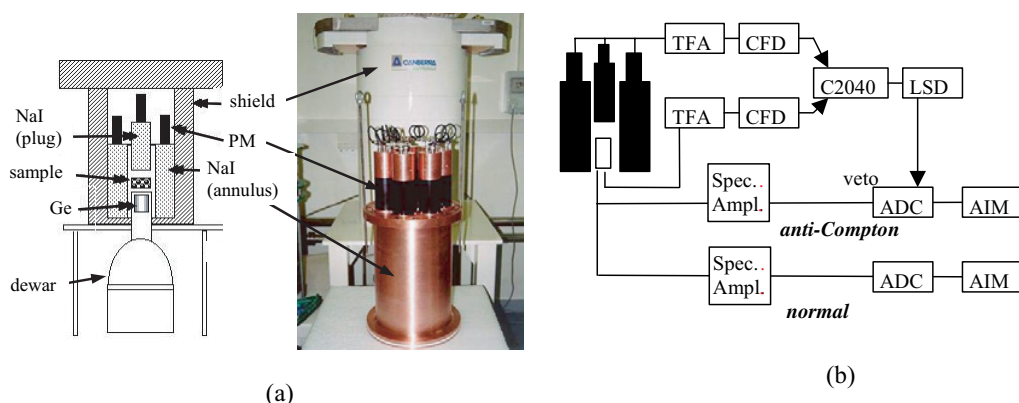 NaI
(plug)
sample
Ge
dewar
shield
PM
NaI
(annulus)
CANBERRA
(a)
TFA
CFD
TFA
CFD
C2040
LSD
Spec..
Ampl.
veto
ADC
AIM
anti-Compton
Spec..
Ampl.
ADC
AIM
normal
(b)